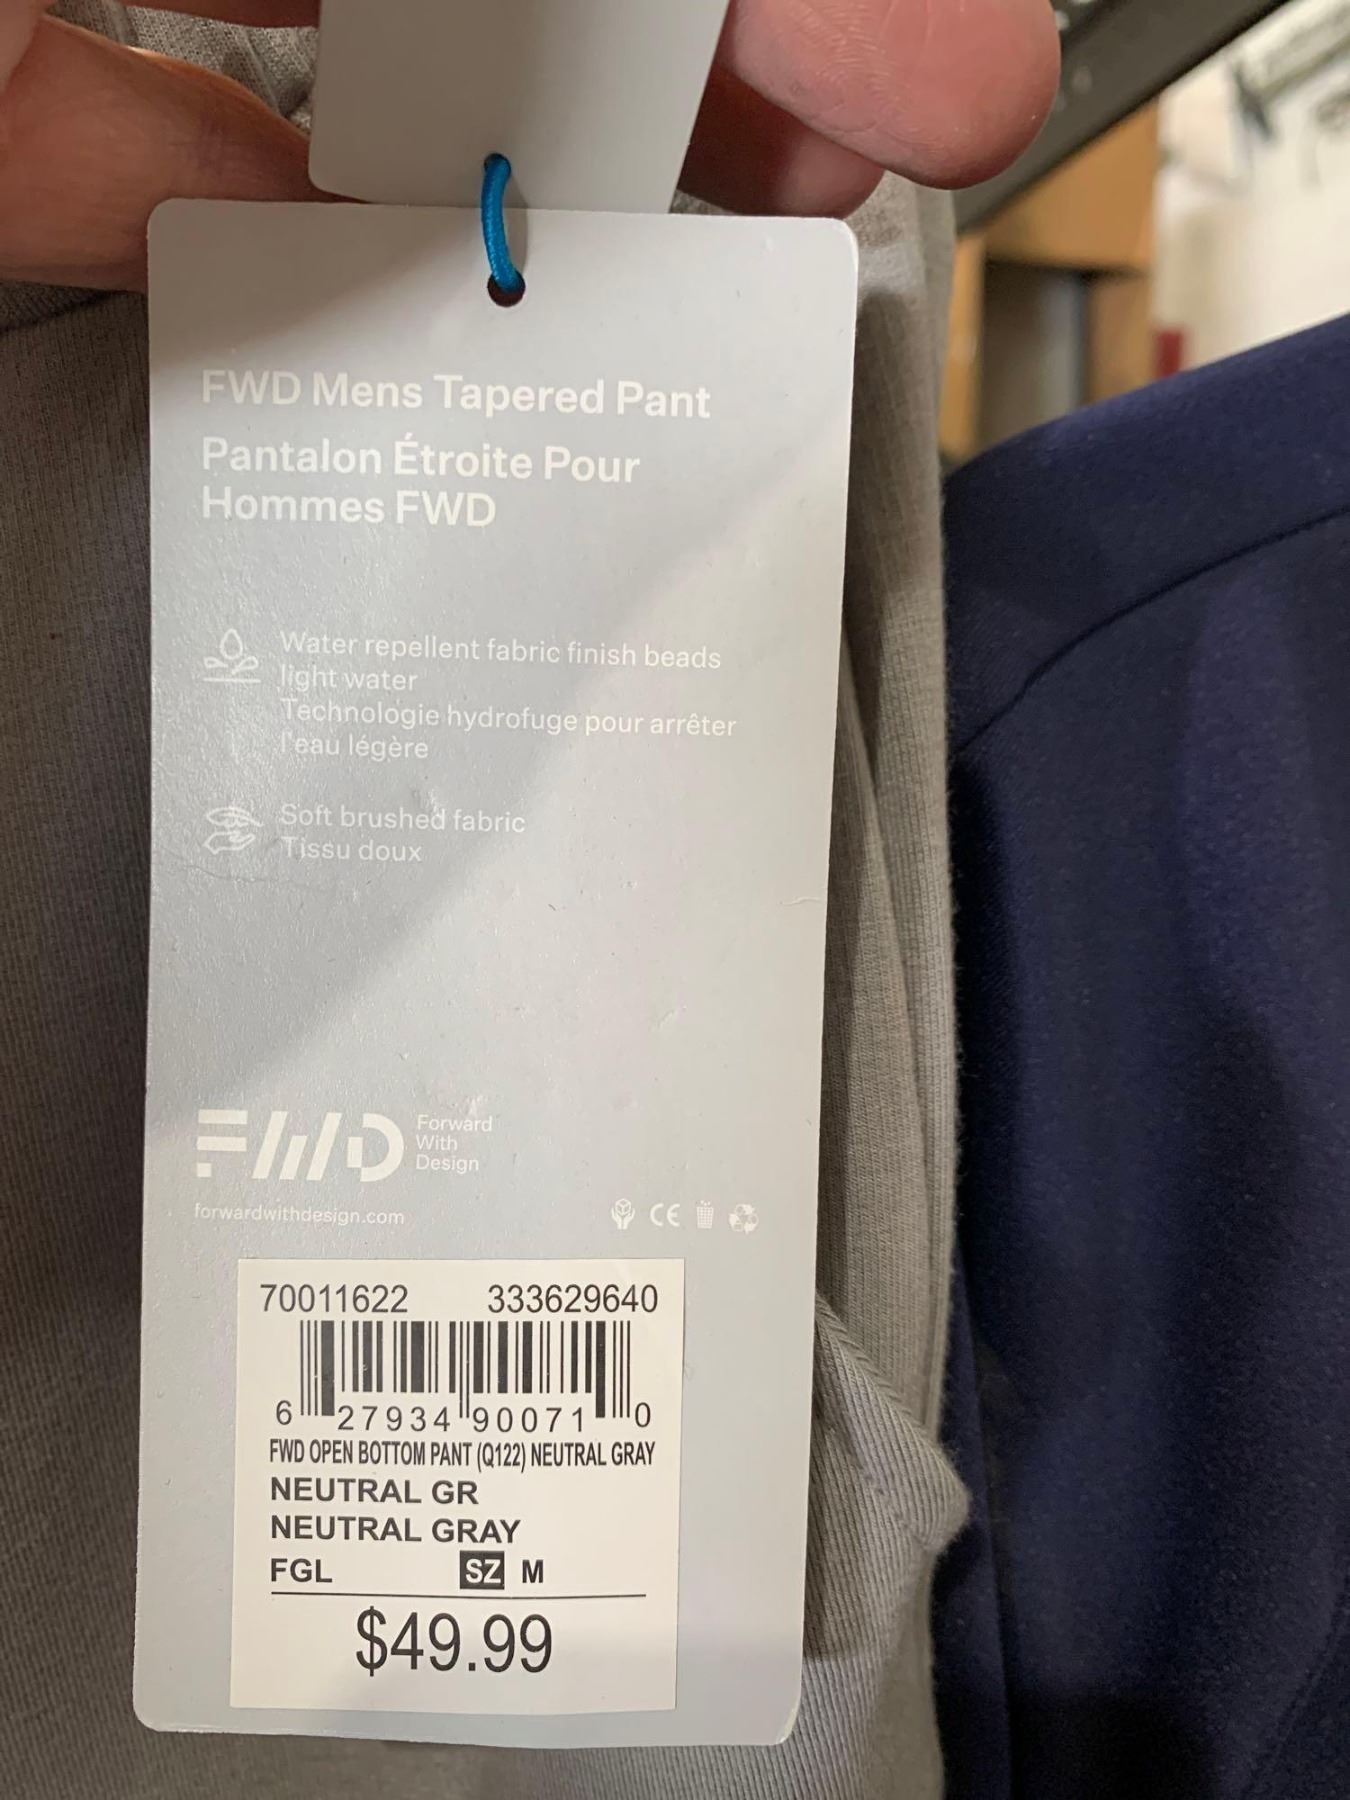 FWD Mens Tapered Pant
Pantalon Étroite Pour
Hommes FWD
Water repellent fabric finish beads
light water
Technologie hydrofuge pour arrêter
l'eau légère
Soft brushed fabric
Tissu doux
FWD Forward
With
Design
forwardwithdesign.com
CE
70011622 333629640
6 27934 90071 0
FWD OPEN BOTTOM PANT (Q122) NEUTRAL GRAY
NEUTRAL GR
NEUTRAL GRAY
FGL SZ M
$49.99